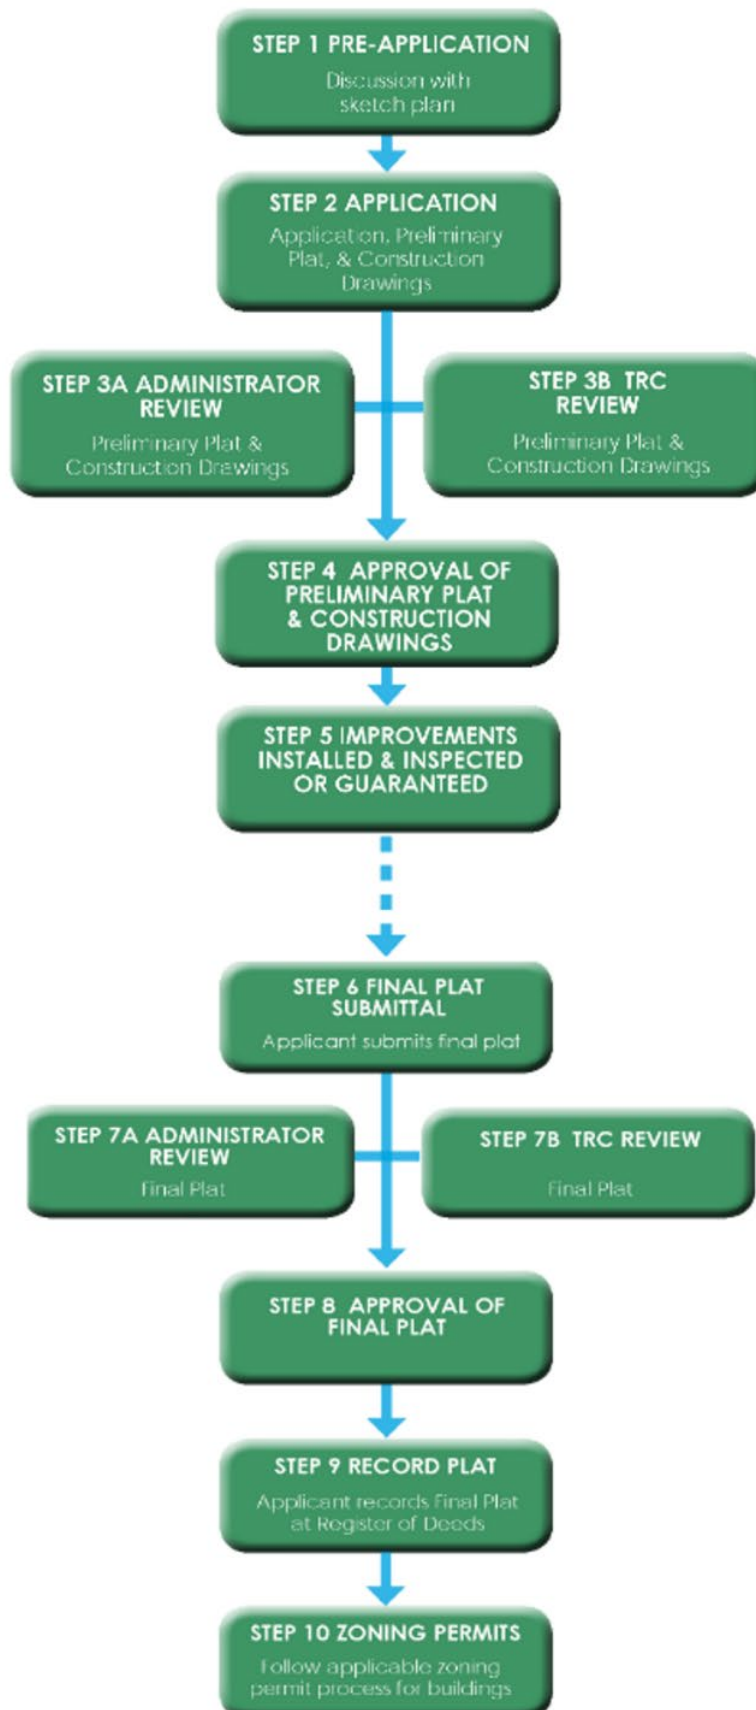 STEP 1 PRE-APPLICATION
Discussion with
sketch plan
STEP 2 APPLICATION
Application, Preliminary
Plat, & Construction
Drawings
STEP 3A ADMINISTRATOR
REVIEW
Preliminary Plat &
Construction Drawings
STEP 3B TRC
REVIEW
Preliminary Plat &
Construction Drawings
STEP 4 APPROVAL OF
PRELIMINARY PLAT
& CONSTRUCTION
DRAWINGS
STEP 5 IMPROVEMENTS
INSTALLED & INSPECTED
OR GUARANTEED
STEP 6 FINAL PLAT
SUBMITTAL
Applicant submits final plat
STEP 7A ADMINISTRATOR
REVIEW
Final Plat
STEP 7B TRC REVIEW
Final Plat
STEP 8 APPROVAL OF
FINAL PLAT
STEP 9 RECORD PLAT
Applicant records Final Plat
at Register of Deeds
STEP 10 ZONING PERMITS
Follow applicable zoning
permit process for buildings